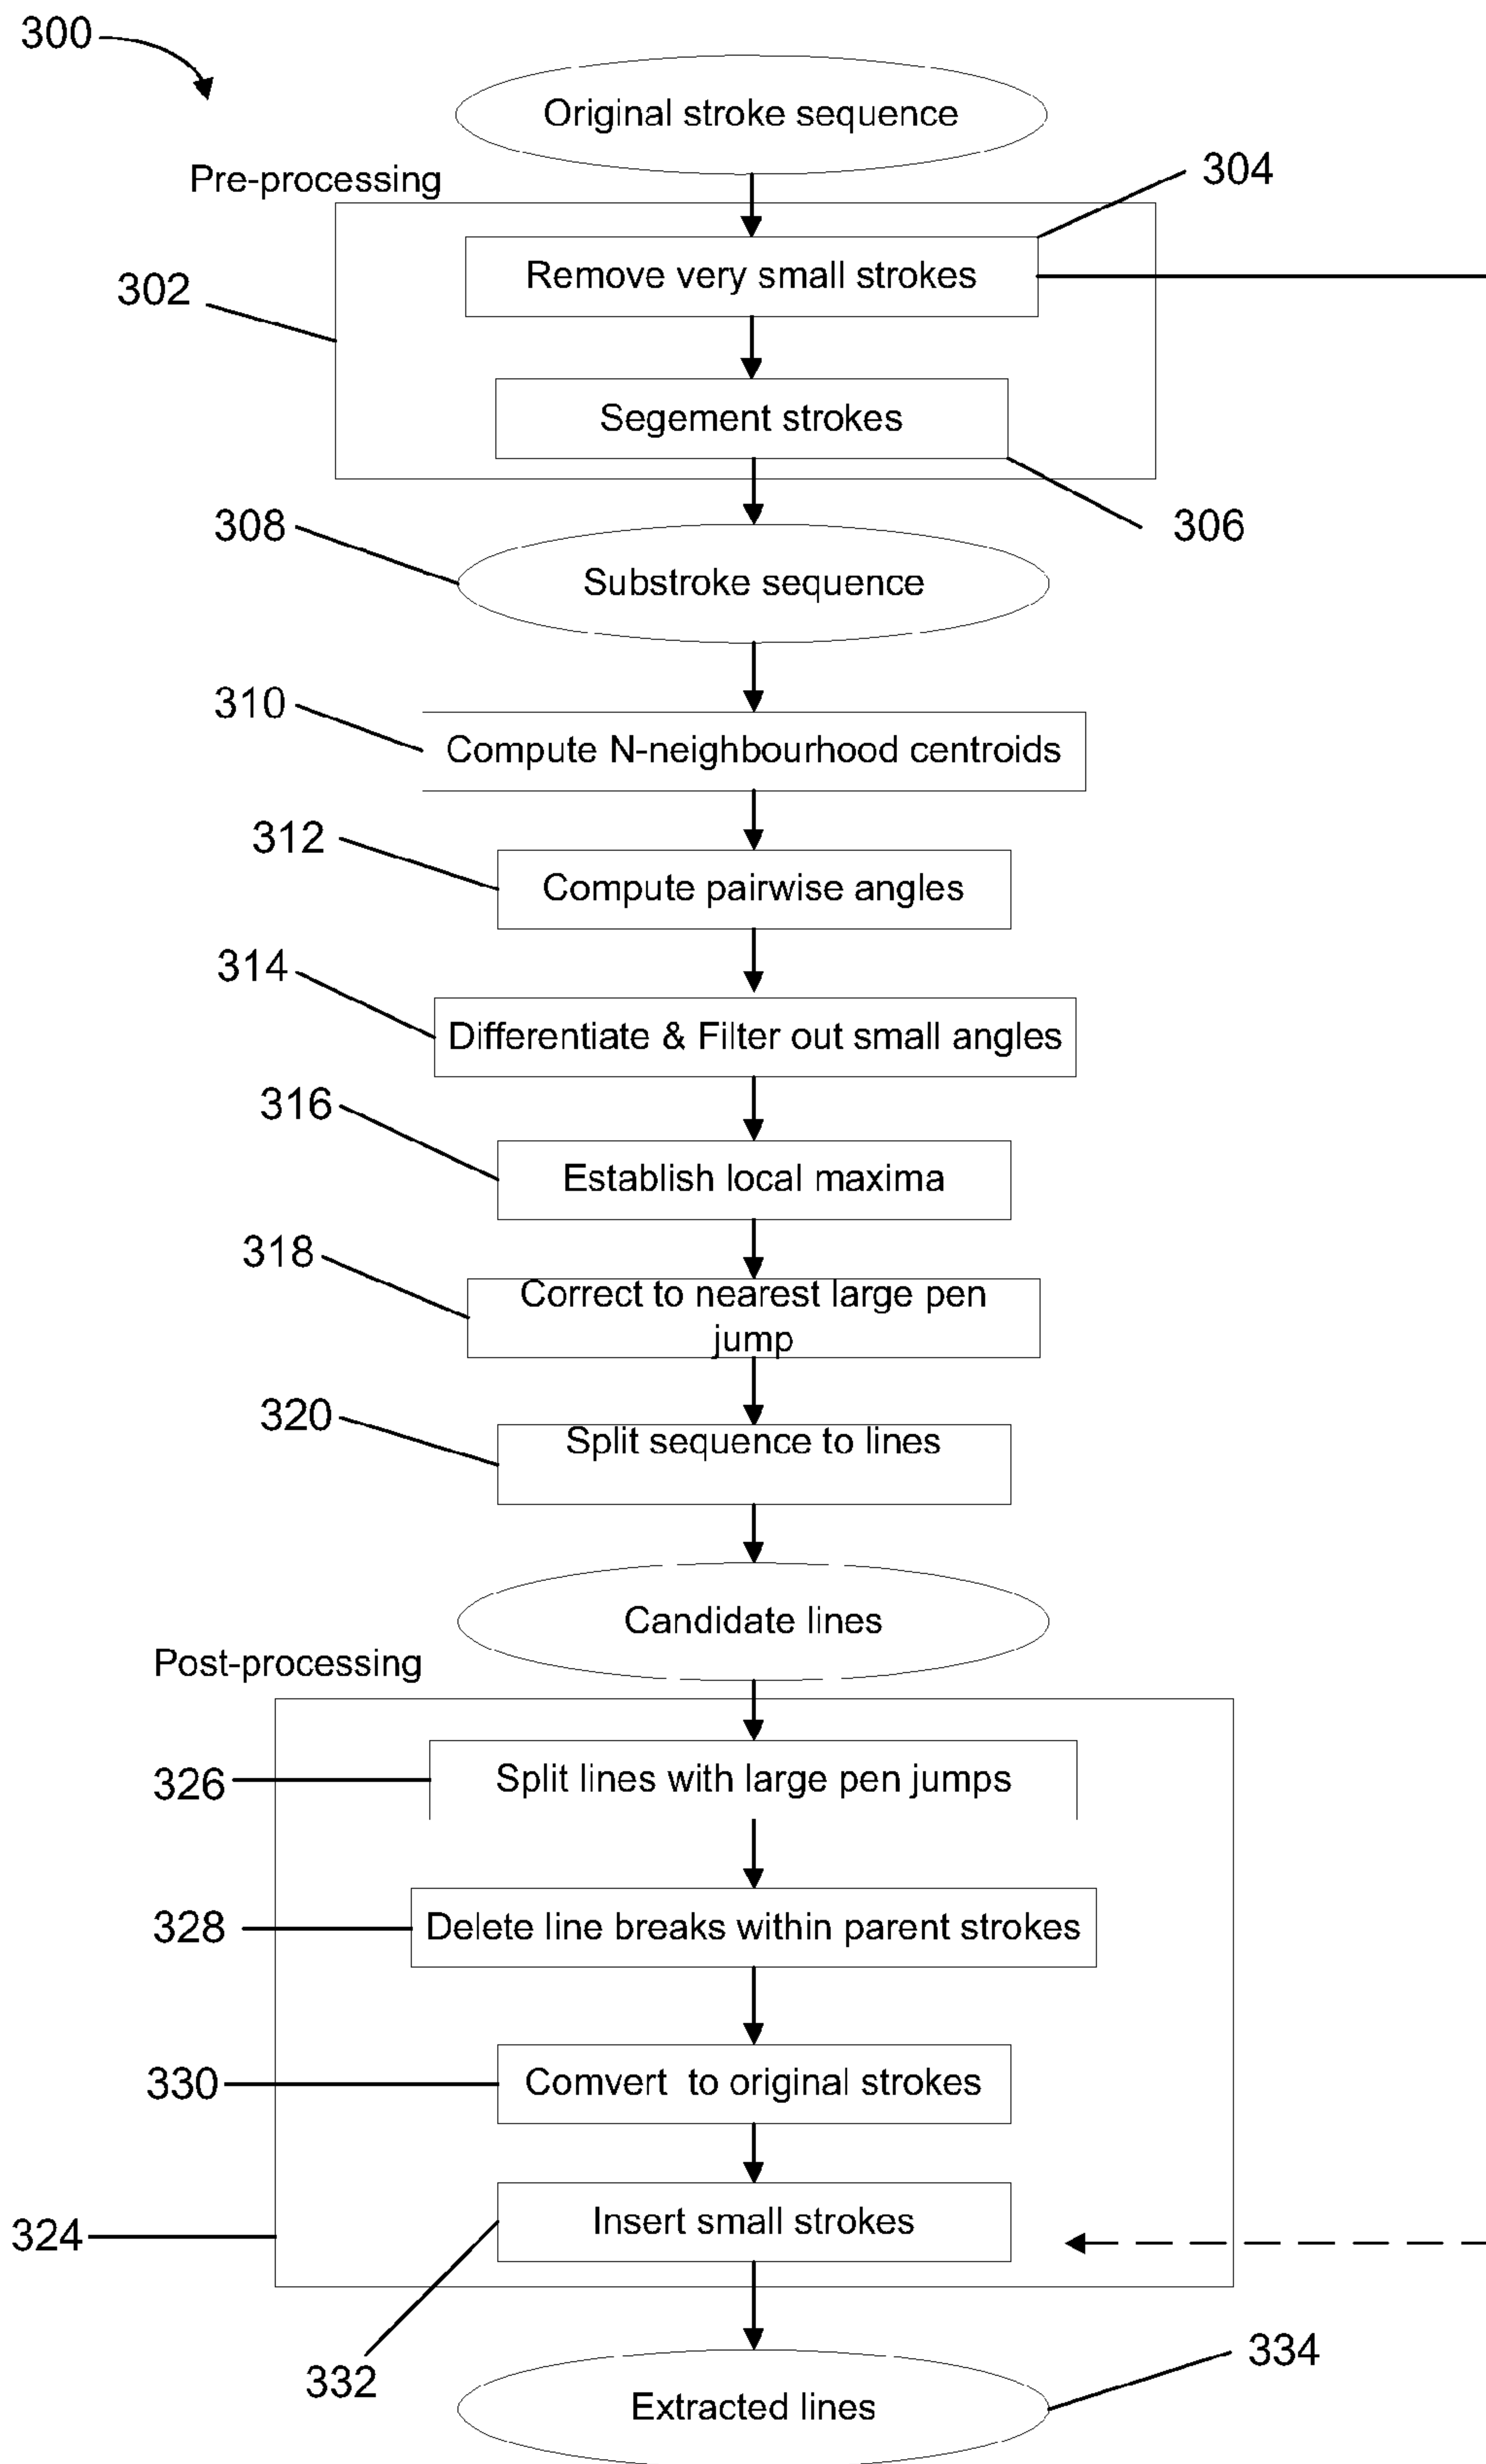 300
Original stroke sequence
Pre-processing
304
Remove very small strokes
302
Segement strokes
306
308
Substroke sequence
310
Compute N-neighbourhood centroids
312
Compute pairwise angles
314
Differentiate & Filter out small angles
316
Establish local maxima
318
Correct to nearest large pen
jump
320
Split sequence to lines
Candidate lines
Post-processing
326
Split lines with large pen jumps
328
Delete line breaks within parent strokes
330
Comvert to original strokes
Insert small strokes
324
332
334
Extracted lines